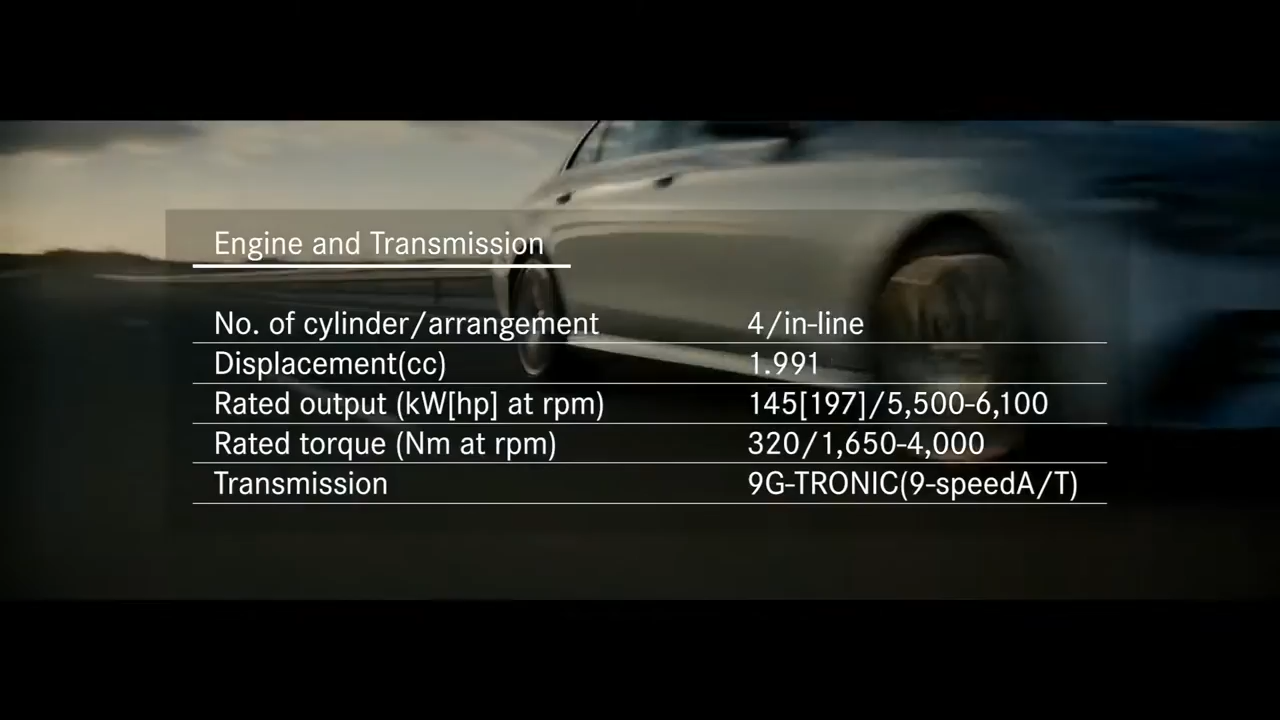 Engine and Transmission
No. of cylinder/arrangement 4/in-line
Displacement(cc) 1.991
Rated output (kW[hp] at rpm) 145[197]/5,500-6,100
Rated torque (Nm at rpm) 320/1,650-4,000
Transmission 9G-TRONIC(9-speedA/T)